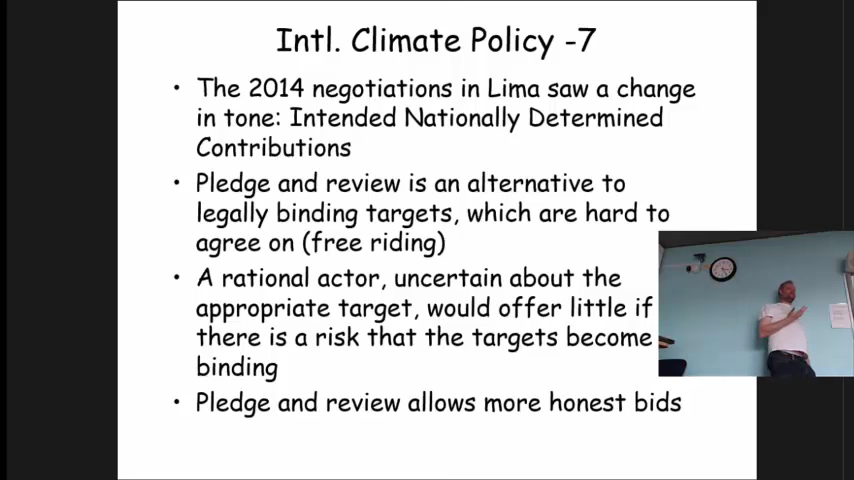 Intl. Climate Policy -7
• The 2014 negotiations in Lima saw a change
in tone: Intended Nationally Determined
Contributions
• Pledge and review is an alternative to
legally binding targets, which are hard to
agree on (free riding)
• A rational actor, uncertain about the
appropriate target, would offer little if
there is a risk that the targets become
binding
• Pledge and review allows more honest bids